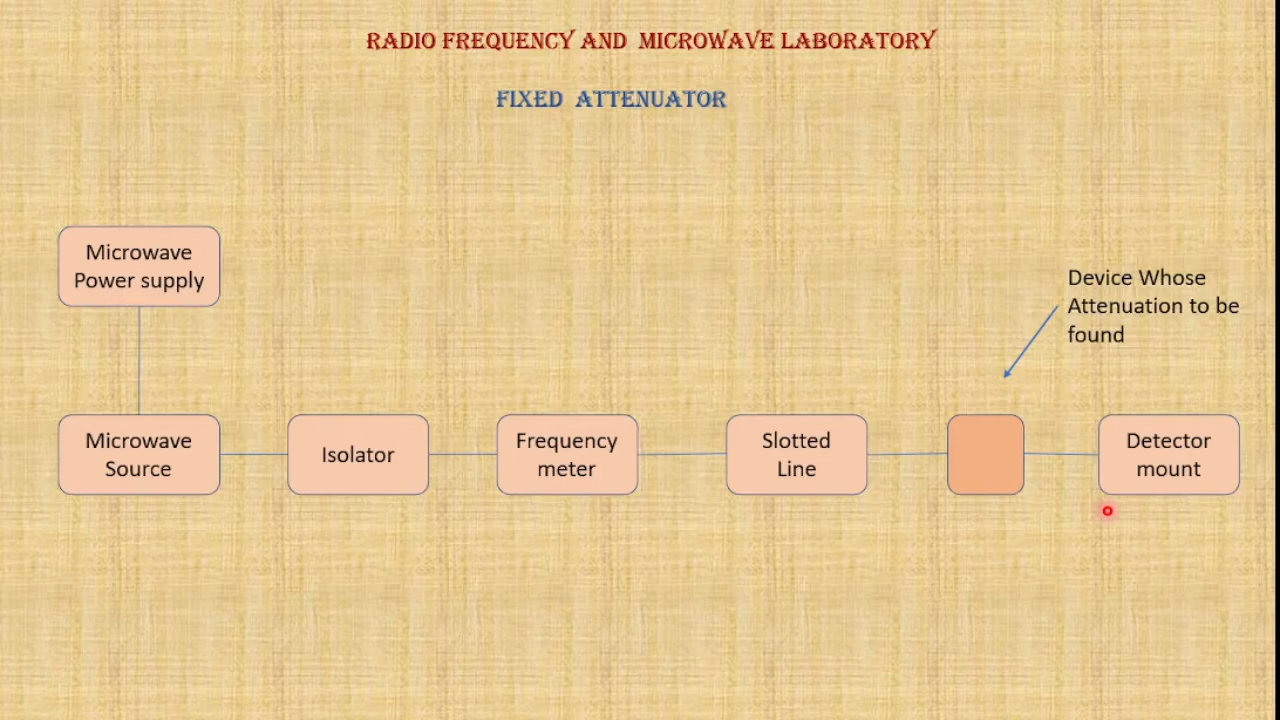 RADIO FREQUENCY AND MICROWAVE LABORATORY
FIXED ATTENUATOR
Microwave
Power supply
Device Whose
Attenuation to be
found
Microwave
Source
Isolator
Frequency
meter
Slotted
Line
Detector
mount